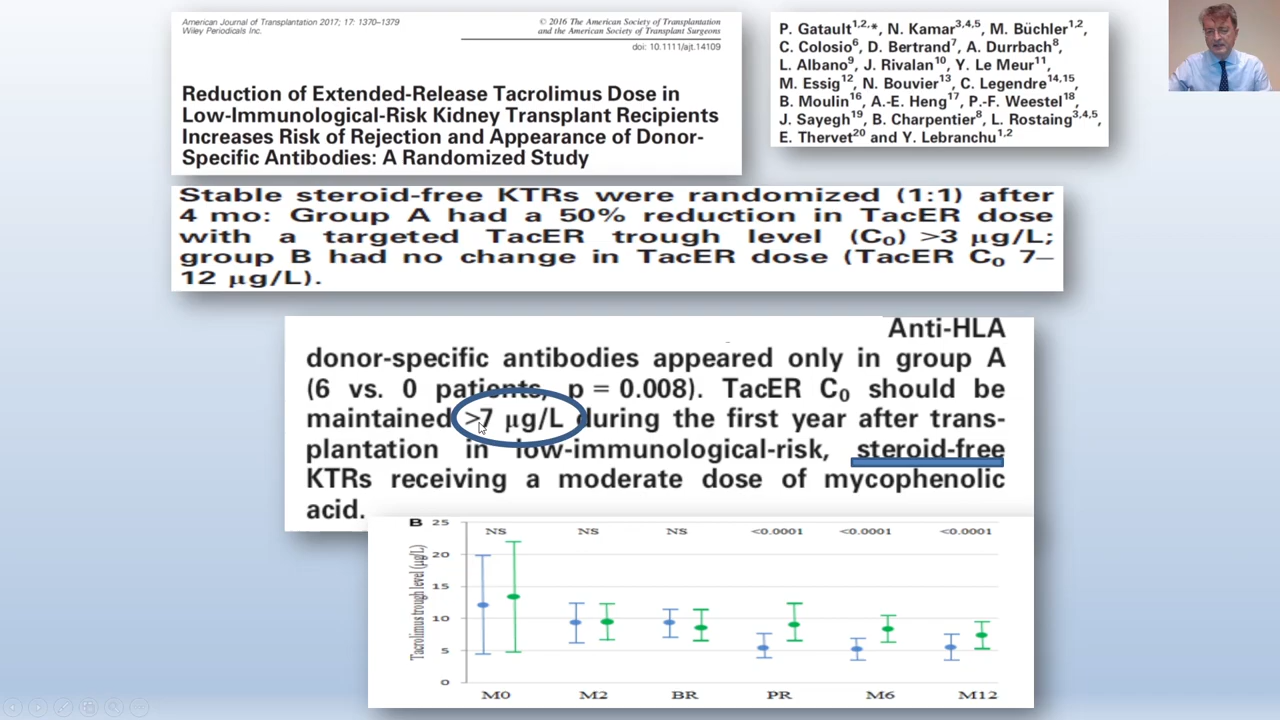 American Journal of Transplantation 2017; 17: 1370–1379
Wiley Periodicals Inc.
© 2016 The American Society of Transplantation
and the American Society of Transplant Surgeons
doi: 10.1111/ajt.14109
Reduction of Extended-Release Tacrolimus Dose in
Low-Immunological-Risk Kidney Transplant Recipients
Increases Risk of Rejection and Appearance of Donor-
Specific Antibodies: A Randomized Study
P. Gatault1,2,*, N. Kamar3,4,5, M. Büchler1,2,
C. Colosio6, D. Bertrand7, A. Durrbach8,
L. Albano9, J. Rivalan10, Y. Le Meur11,
M. Essig12, N. Bouvier13, C. Legendre14,15,
B. Moulin16, A.-E. Heng17, P.-F. Weestel18,
J. Sayegh19, B. Charpentier8, L. Rostaing3,4,5,
E. Thervet20 and Y. Lebranchu1,2
Stable steroid-free KTRs were randomized (1:1) after
4 mo: Group A had a 50% reduction in TacER dose
with a targeted TacER trough level (C0) >3 μg/L;
group B had no change in TacER dose (TacER C0 7–
12 μg/L).
Anti-HLA
donor-specific antibodies appeared only in group A
(6 vs. 0 patients, p = 0.008). TacER C0 should be
maintained >7 μg/L during the first year after trans-
plantation in low-immunological-risk, steroid-free
KTRs receiving a moderate dose of mycophenolic
acid.
B
NS NS NS <0.0001 <0.0001 <0.0001
Tacrolimus trough level (μg/L)
25
20
15
10
5
0
M0 M2 BR PR M6 M12